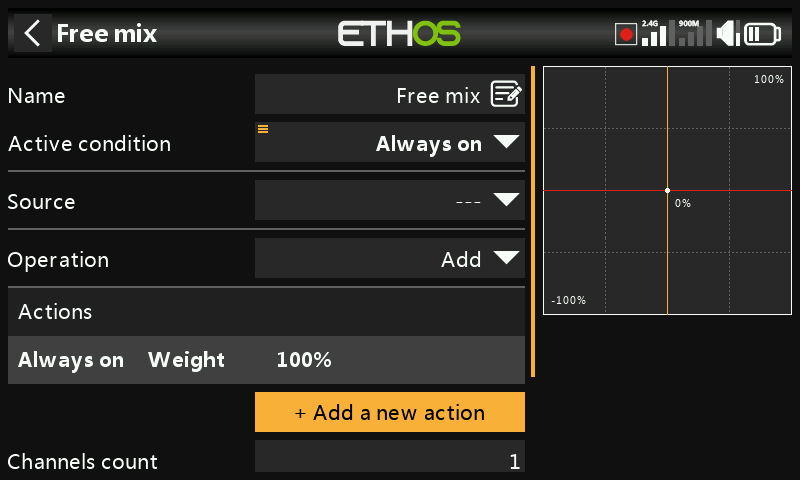 Free mix
ETHOS
2.4G
900M
Name
Free mix
Active condition
Always on
Source
---
Operation
Add
Actions
Always on Weight 100%
+ Add a new action
Channels count
1
100%
0%
-100%